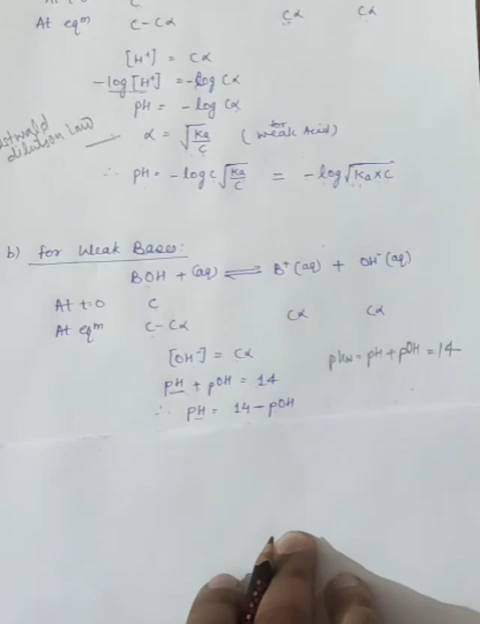 At eqᵐ C-Cα Cα Cα
[H⁺] = Cα
-log[H⁺] = -log Cα
pH = -log Cα
dilution Law α = √(Ka/C) (for weak Acid)
∴ pH = -log C√(Ka/C) = -log√(Ka×C)
b) for Weak Bases:
BOH + (aq) ⇌ B⁺(aq) + OH⁻(aq)
At t=0 C
At eqᵐ C-Cα Cα Cα
[OH⁻] = Cα pKw = pH + pOH = 14
pH + pOH = 14
∴ pH = 14 - pOH